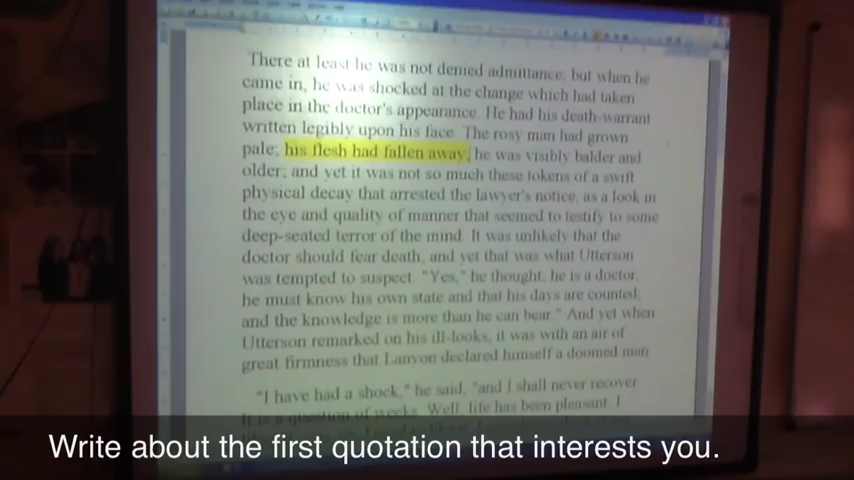 There at least he was not denied admittance, but when he
came in, he was shocked at the change which had taken
place in the doctor's appearance. He had his death-warrant
written legibly upon his face. The rosy man had grown
pale; his flesh had fallen away; he was visibly balder and
older; and yet it was not so much these tokens of a swift
physical decay that arrested the lawyer's notice, as a look in
the eye and quality of manner that seemed to testify to some
deep-seated terror of the mind. It was unlikely that the
doctor should fear death, and yet that was what Utterson
was tempted to suspect. "Yes," he thought; he is a doctor,
he must know his own state and that his days are counted;
and the knowledge is more than he can bear." And yet when
Utterson remarked on his ill-looks, it was with an air of
great firmness that Lanyon declared himself a doomed man.
"I have had a shock," he said, "and I shall never recover.
It is a question of weeks. Well, life has been pleasant; I
Write about the first quotation that interests you.